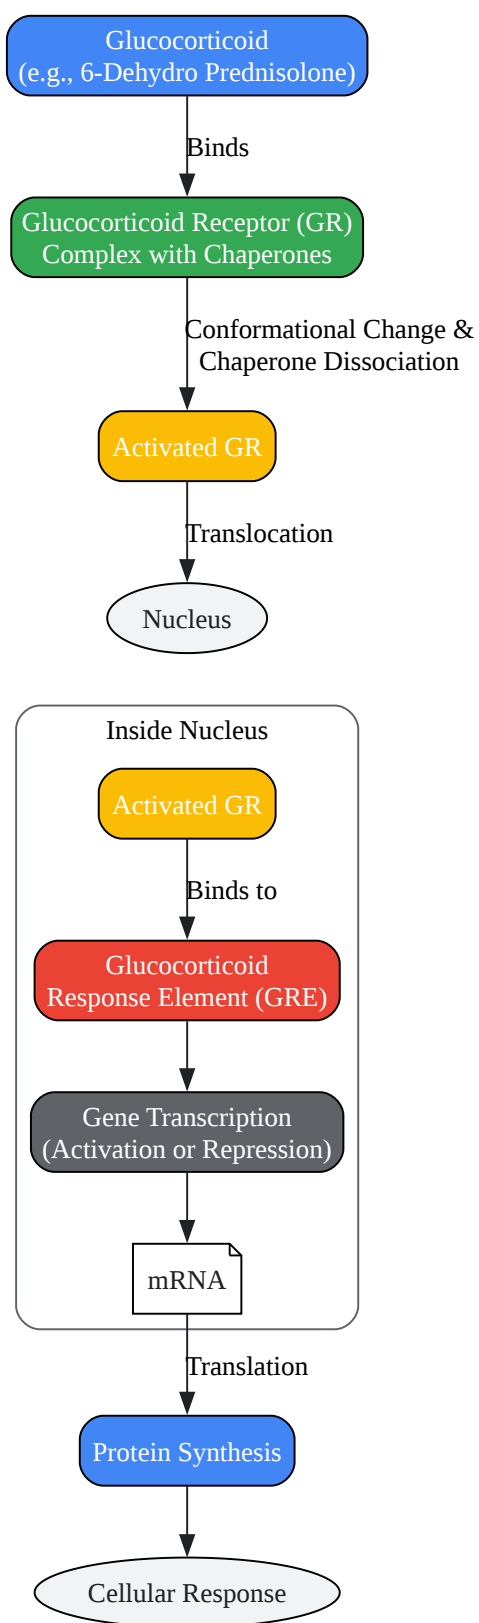 Glucocorticoid
(e.g., 6-Dehydro Prednisolone)
Binds
Glucocorticoid Receptor (GR)
Complex with Chaperones
Conformational Change &
Chaperone Dissociation
Activated GR
Translocation
Nucleus
Inside Nucleus
Activated GR
Binds to
Glucocorticoid
Response Element (GRE)
Gene Transcription
(Activation or Repression)
mRNA
Translation
Protein Synthesis
Cellular Response